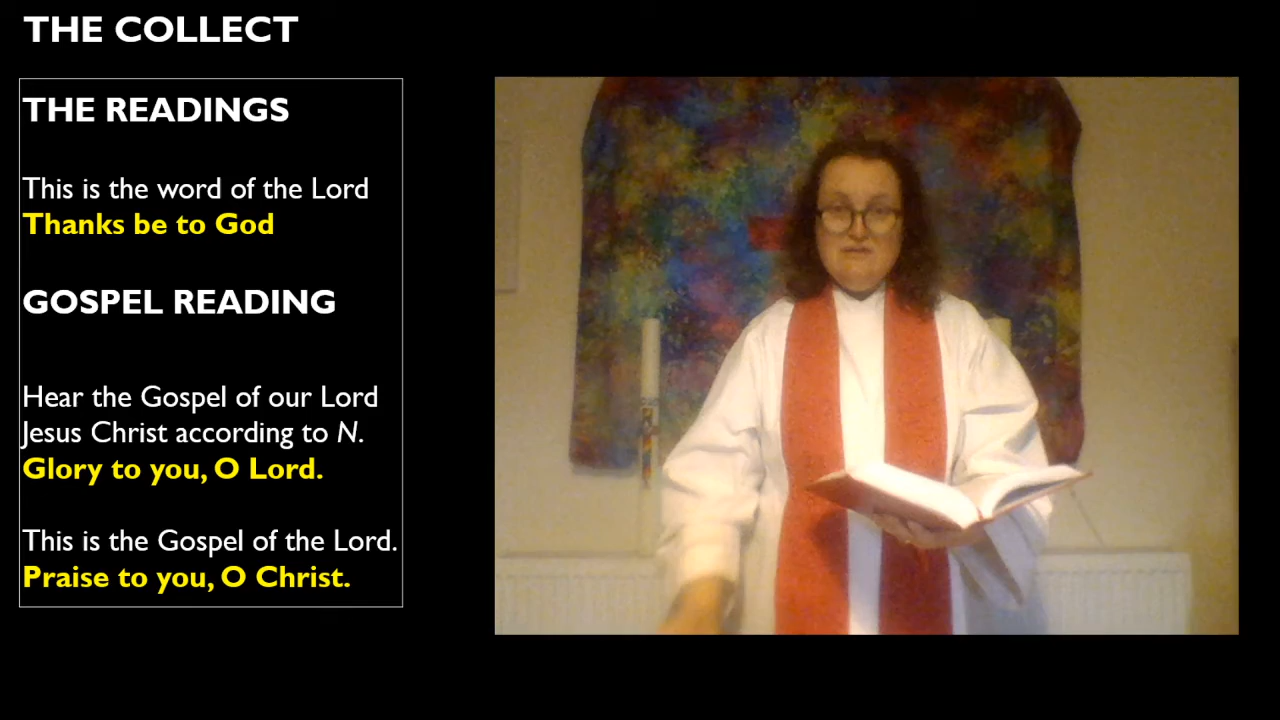 THE COLLECT
THE READINGS
This is the word of the Lord
Thanks be to God
GOSPEL READING
Hear the Gospel of our Lord
Jesus Christ according to N.
Glory to you, O Lord.
This is the Gospel of the Lord.
Praise to you, O Christ.